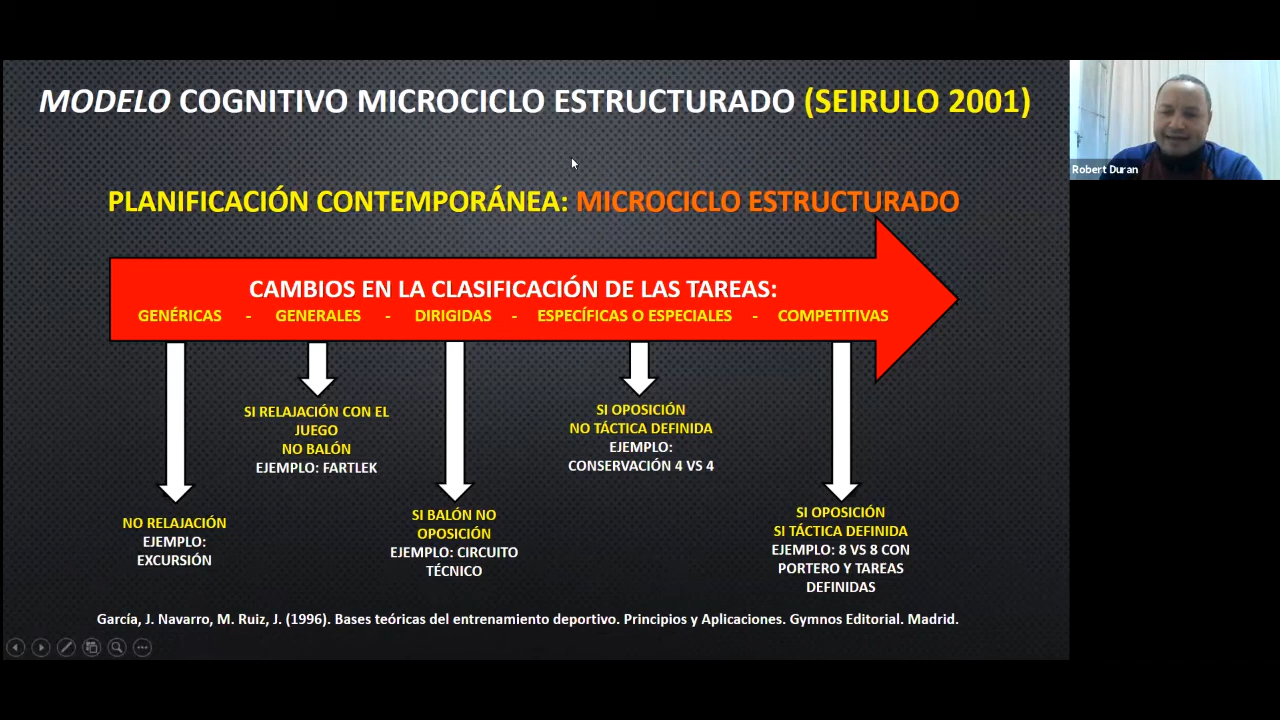 MODELO COGNITIVO MICROCICLO ESTRUCTURADO (SEIRULO 2001)
Robert Duran
PLANIFICACIÓN CONTEMPORÁNEA: MICROCICLO ESTRUCTURADO
CAMBIOS EN LA CLASIFICACIÓN DE LAS TAREAS:
GENÉRICAS - GENERALES - DIRIGIDAS - ESPECÍFICAS O ESPECIALES - COMPETITIVAS
NO RELAJACIÓN
EJEMPLO:
EXCURSIÓN
SI RELAJACIÓN CON EL
JUEGO
NO BALÓN
EJEMPLO: FARTLEK
SI BALÓN NO
OPOSICIÓN
EJEMPLO: CIRCUITO
TÉCNICO
SI OPOSICIÓN
NO TÁCTICA DEFINIDA
EJEMPLO:
CONSERVACIÓN 4 VS 4
SI OPOSICIÓN
SI TÁCTICA DEFINIDA
EJEMPLO: 8 VS 8 CON
PORTERO Y TAREAS
DEFINIDAS
García, J. Navarro, M. Ruiz, J. (1996). Bases teóricas del entrenamiento deportivo. Principios y Aplicaciones. Gymnos Editorial. Madrid.